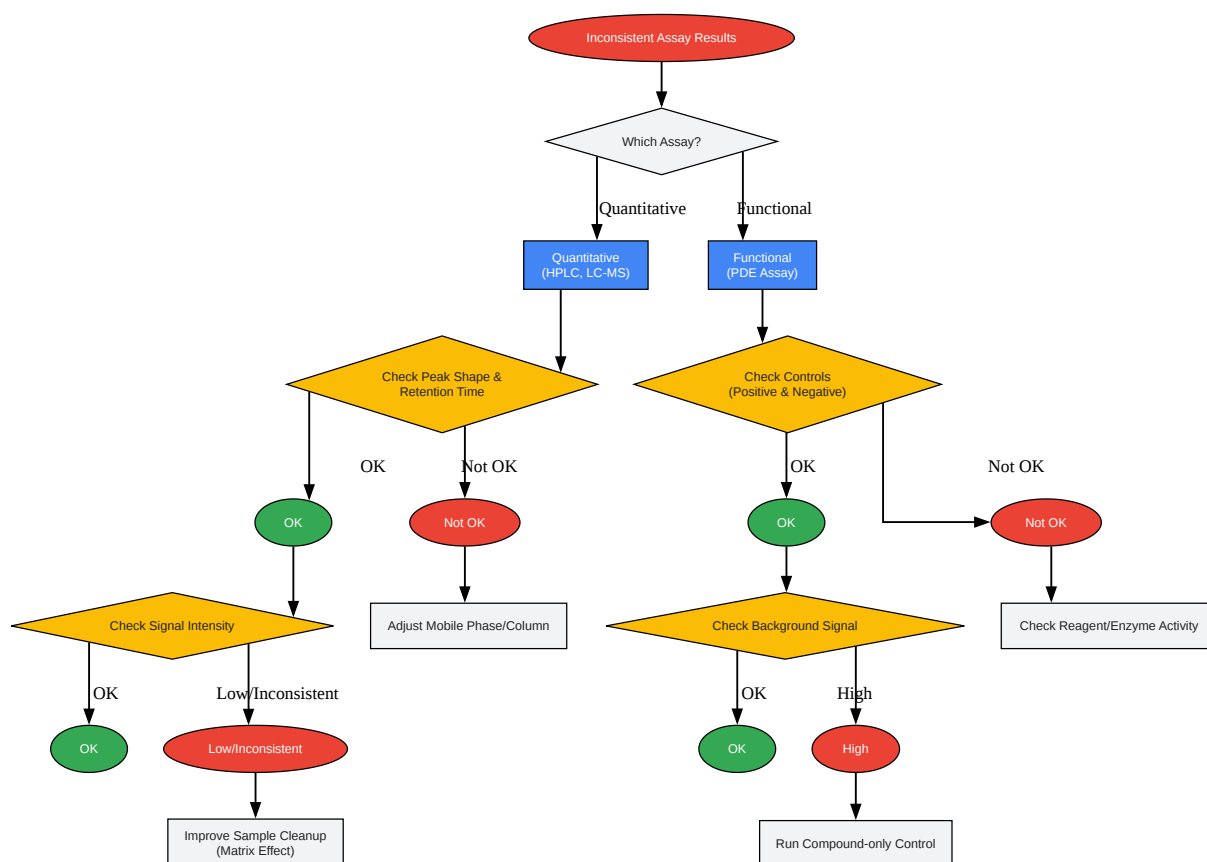 Inconsistent Assay Results
Which Assay?
Quantitative
Functional
Quantitative
(HPLC, LC-MS)
Functional
(PDE Assay)
Check Peak Shape &
Retention Time
Check Controls
(Positive & Negative)
OK
Not OK
OK
Not OK
OK
Not OK
OK
Not OK
Check Signal Intensity
Adjust Mobile Phase/Column
Check Background Signal
Check Reagent/Enzyme Activity
OK
Low/Inconsistent
OK
High
OK
Low/Inconsistent
OK
High
Improve Sample Cleanup
(Matrix Effect)
Run Compound-only Control